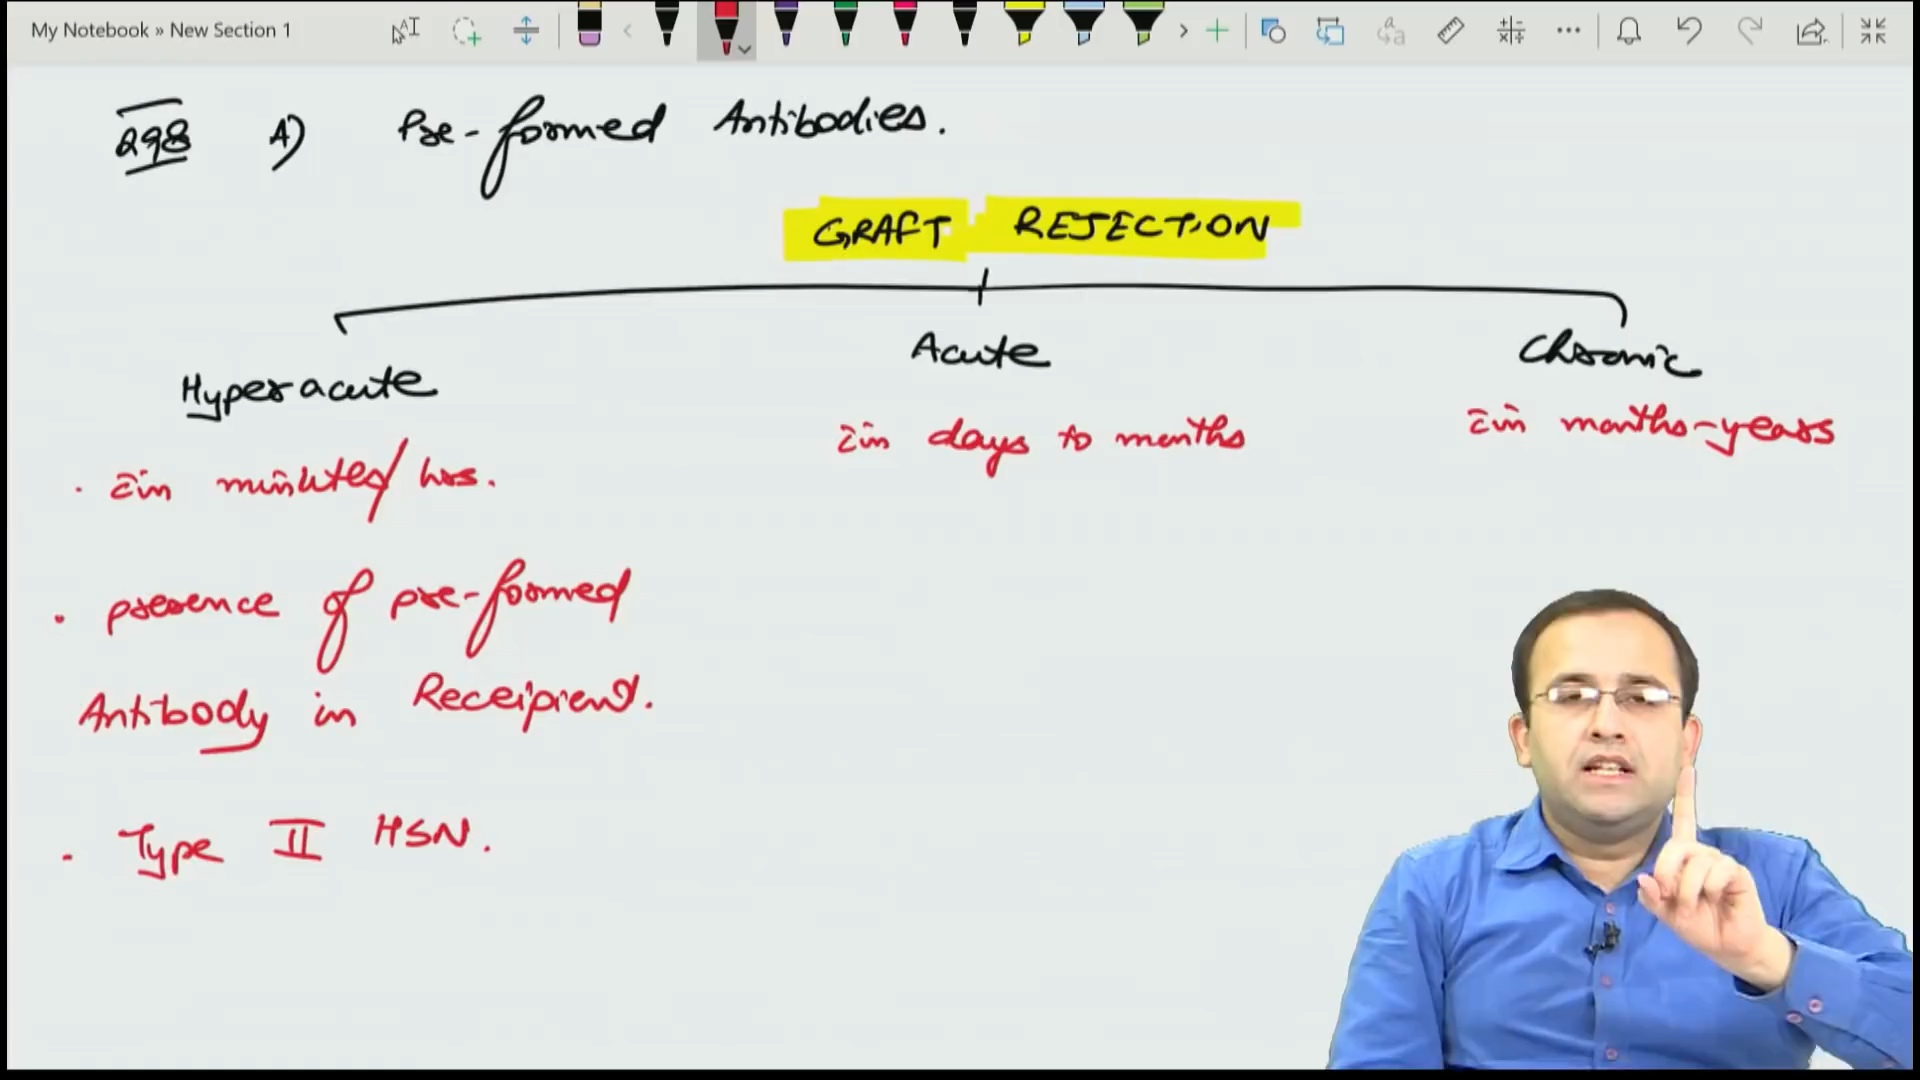 My Notebook » New Section 1
298 A) Pre-formed Antibodies.
GRAFT REJECTION
Hyperacute
Acute
Chronic
c̄in minutes/hrs.
c̄in days to months
c̄in months-years
presence of pre-formed
Antibody in Receipient.
Type II HSN.